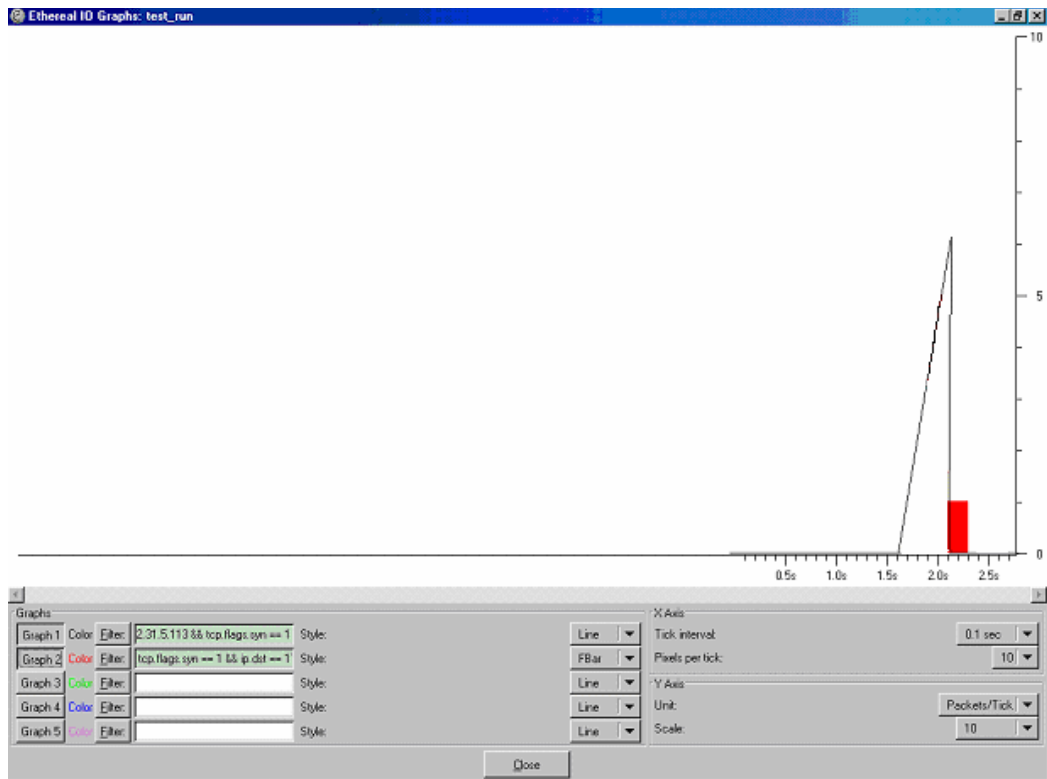 Ethereal IO Graphs: test_run
10
5
0
0.5s 1.0s 1.5s 2.0s 2.5s
Graphs
Graph 1 Color Filter: 2.31.5.113 && tcp.flags.syn == 1 Style: Line
Graph 2 Color Filter: tcp.flags.syn == 1 && ip.dst == 1 Style: FBar
Graph 3 Color Filter: Style: Line
Graph 4 Color Filter: Style: Line
Graph 5 Color Filter: Style: Line
X Axis
Tick interval: 0.1 sec
Pixels per tick: 10
Y Axis
Unit: Packets/Tick
Scale: 10
Close